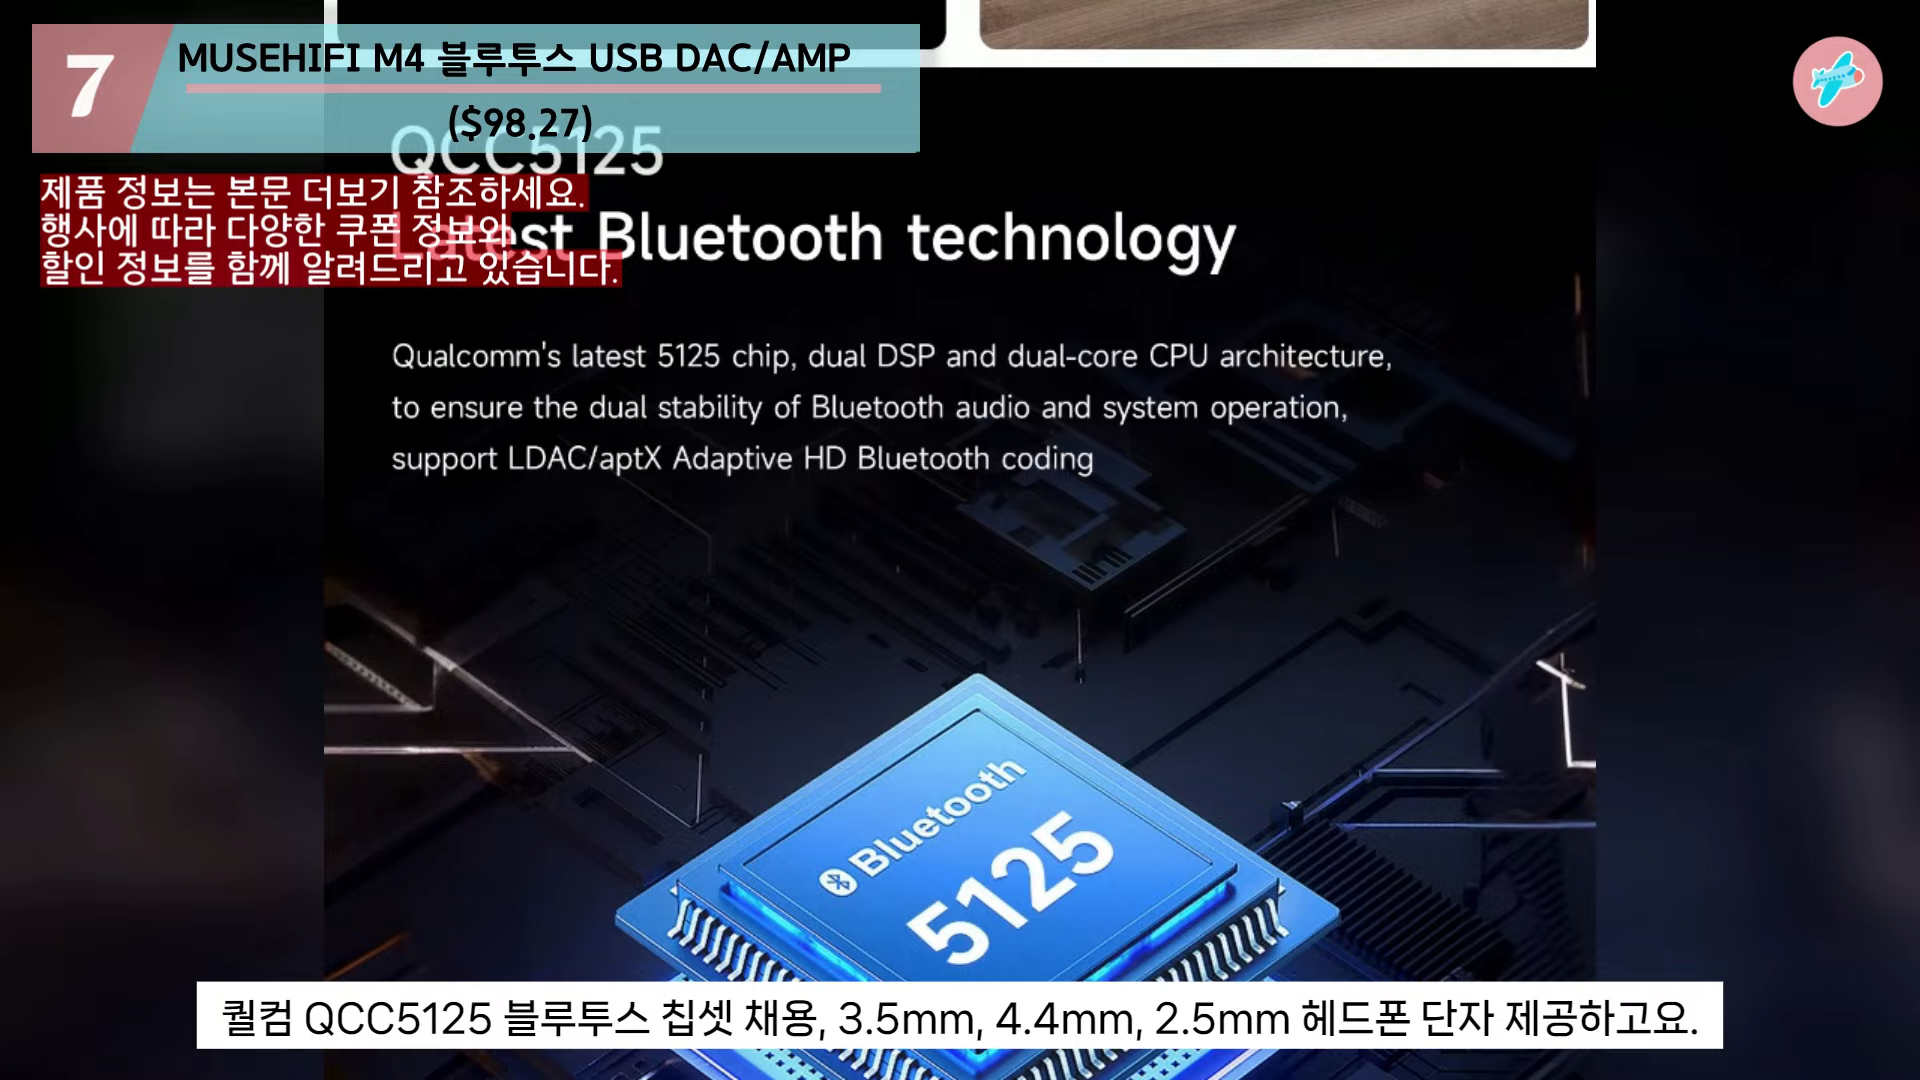 7
MUSEHIFI M4 블루투스 USB DAC/AMP
($98.27)
QCC5125
제품 정보는 본문 더보기 참조하세요.
행사에 따라 다양한 쿠폰 정보와
할인 정보를 함께 알려드리고 있습니다.
Latest Bluetooth technology
Qualcomm's latest 5125 chip, dual DSP and dual-core CPU architecture,
to ensure the dual stability of Bluetooth audio and system operation,
support LDAC/aptX Adaptive HD Bluetooth coding
Bluetooth
5125
퀄컴 QCC5125 블루투스 칩셋 채용, 3.5mm, 4.4mm, 2.5mm 헤드폰 단자 제공하고요.